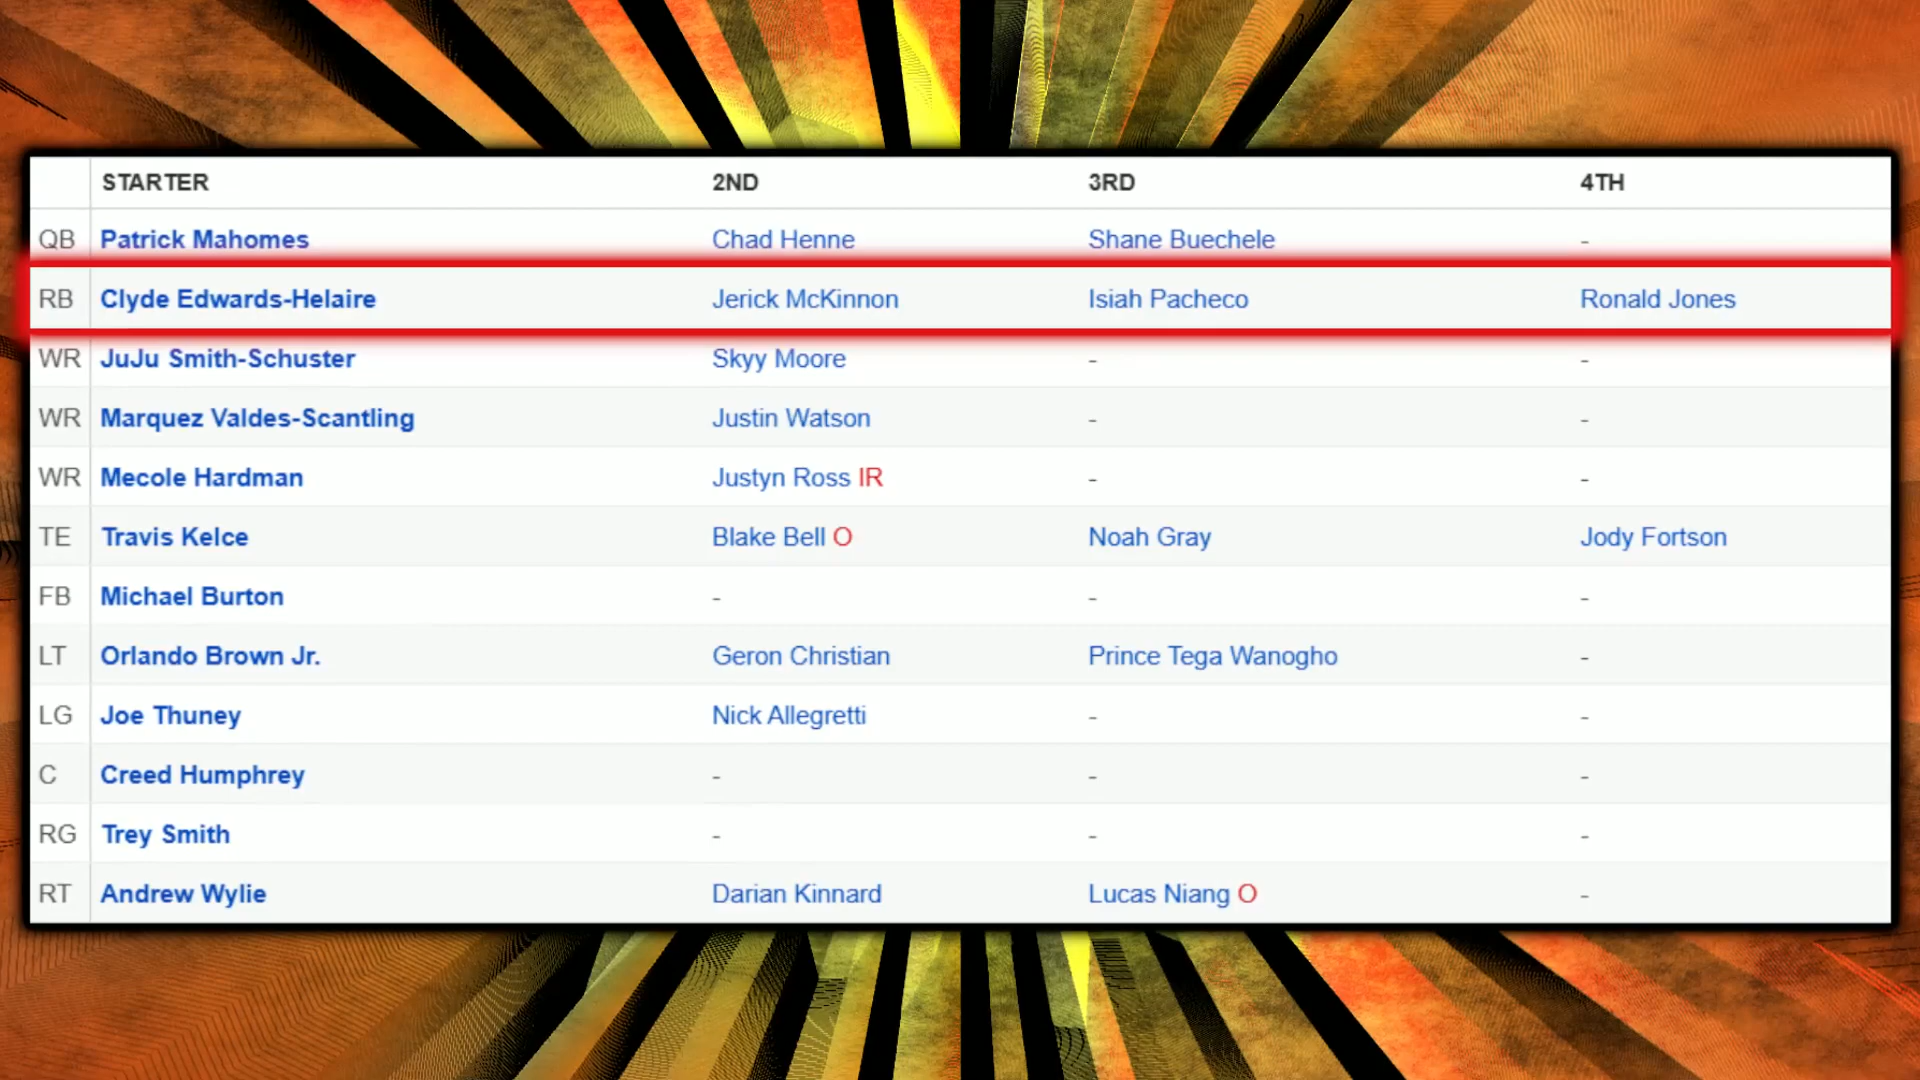 STARTER 2ND 3RD 4TH
QB Patrick Mahomes Chad Henne Shane Buechele -
RB Clyde Edwards-Helaire Jerick McKinnon Isiah Pacheco Ronald Jones
WR JuJu Smith-Schuster Skyy Moore - -
WR Marquez Valdes-Scantling Justin Watson - -
WR Mecole Hardman Justyn Ross IR - -
TE Travis Kelce Blake Bell O Noah Gray Jody Fortson
FB Michael Burton - - -
LT Orlando Brown Jr. Geron Christian Prince Tega Wanogho -
LG Joe Thuney Nick Allegretti - -
C Creed Humphrey - - -
RG Trey Smith - - -
RT Andrew Wylie Darian Kinnard Lucas Niang O -